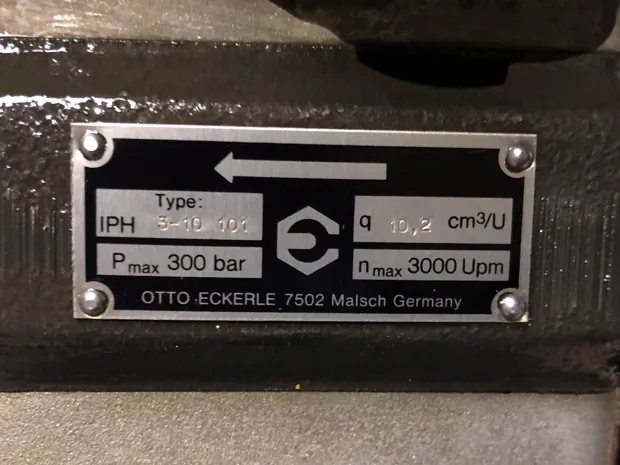 Type:
IPH 3-10 101
q 10,2 cm³/U
Pmax 300 bar
nmax 3000 Upm
OTTO ECKERLE 7502 Malsch Germany